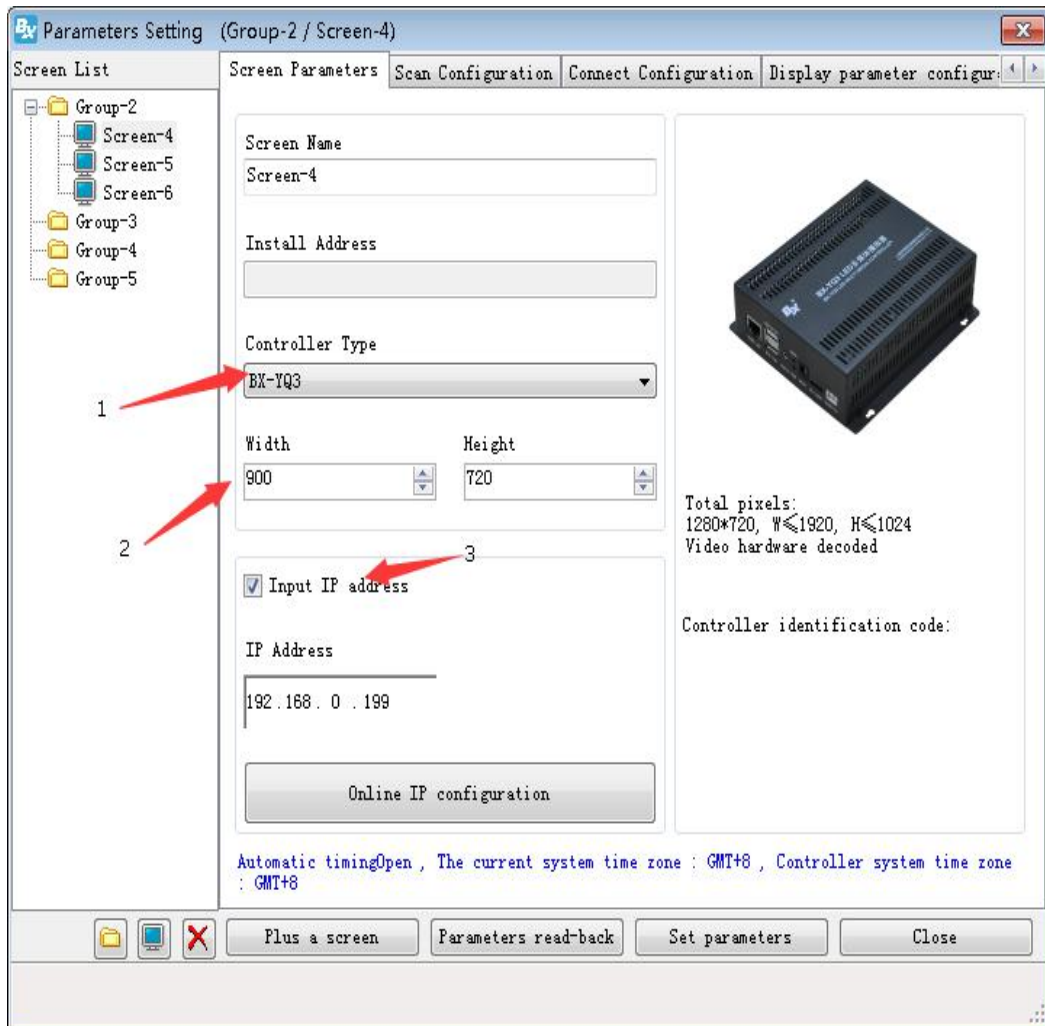 BX Parameters Setting (Group-2 / Screen-4)
Screen List
Screen Parameters Scan Configuration Connect Configuration Display parameter configur
Group-2
Screen-4
Screen-5
Screen-6
Group-3
Group-4
Group-5
Screen Name
Screen-4
Install Address
Controller Type
BX-YQ3
1
Width Height
900 720
2
3
Input IP address
IP Address
192.168. 0 .199
Online IP configuration
BX
Total pixels:
1280*720, W≤1920, H≤1024
Video hardware decoded
Controller identification code:
Automatic timingOpen , The current system time zone : GMT+8 , Controller system time zone
: GMT+8
Plus a screen Parameters read-back Set parameters Close